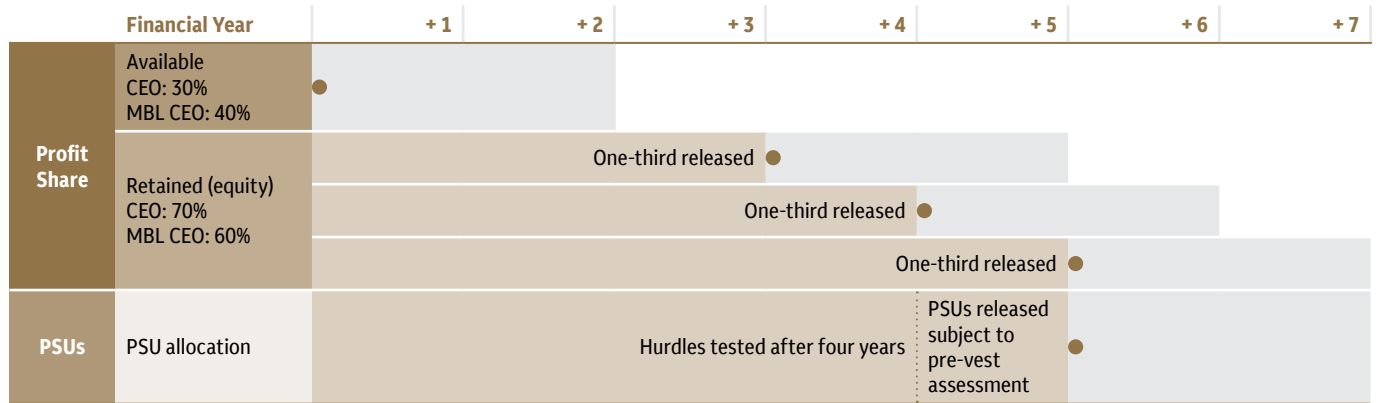 Financial Year + 1 + 2 + 3 + 4 + 5 + 6 + 7
Profit
Share
Available
CEO: 30%
MBL CEO: 40%
Retained (equity)
CEO: 70%
MBL CEO: 60%
One-third released
One-third released
One-third released
PSUs
PSU allocation
Hurdles tested after four years
PSUs released
subject to
pre-vest
assessment